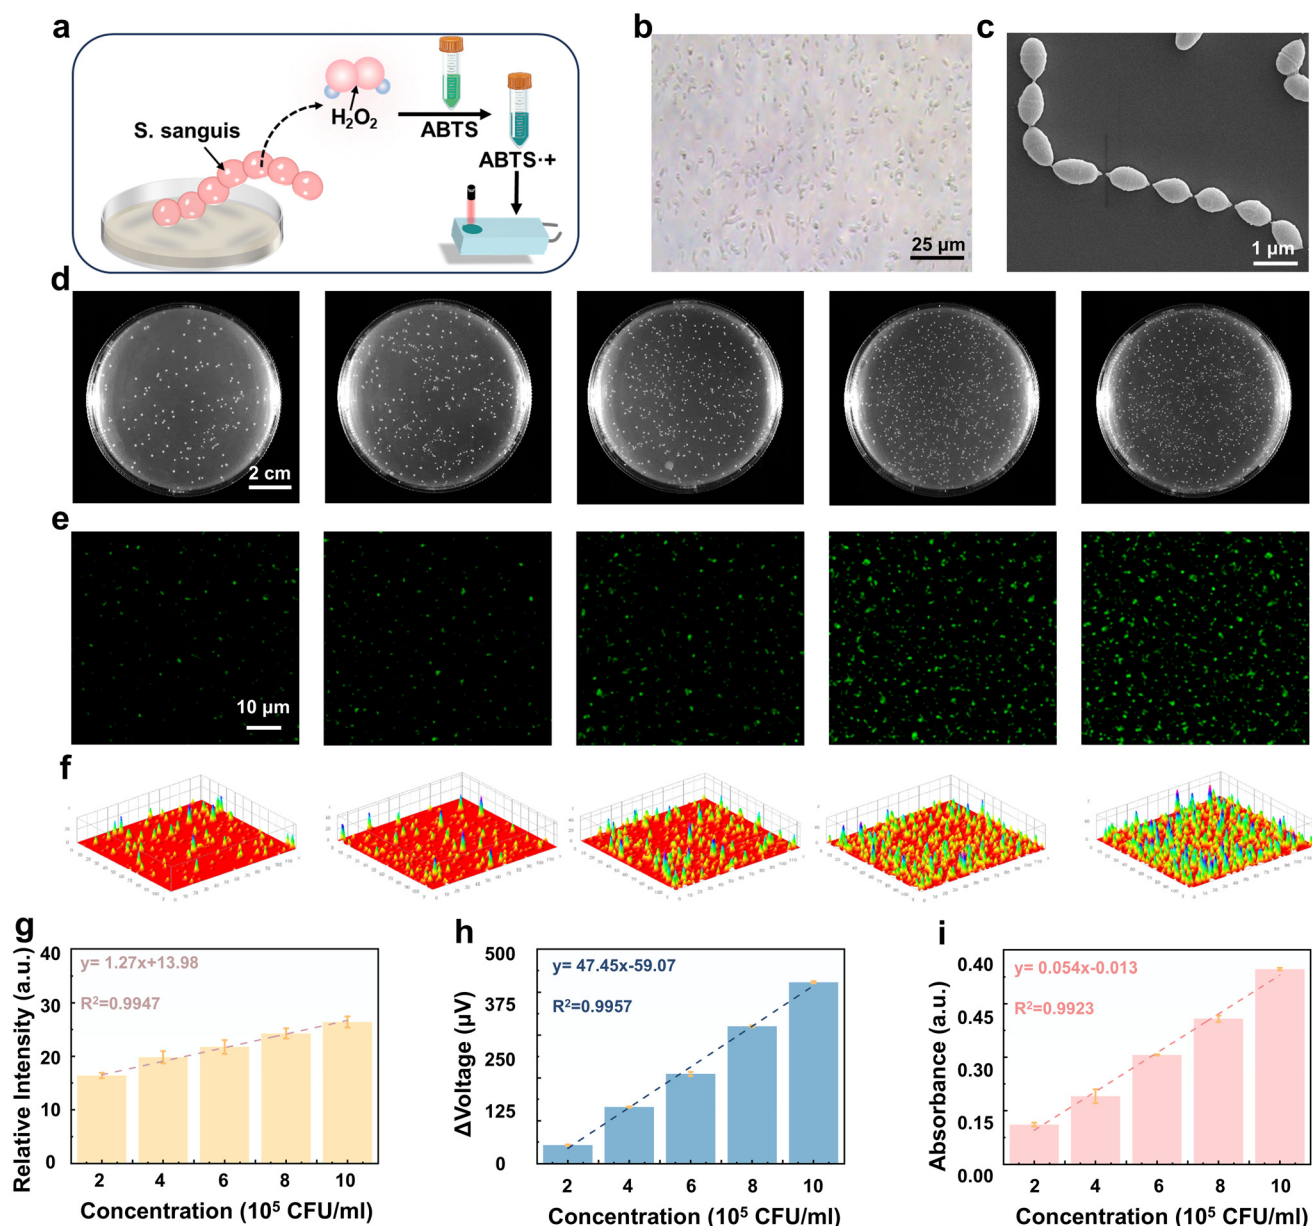 a
S. sanguis
H₂O₂
ABTS
ABTS·+
b
25 µm
c
1 µm
d
2 cm
e
10 µm
f
g
Relative Intensity (a.u.)
40
30
20
10
0
y= 1.27x+13.98
R²=0.9947
2 4 6 8 10
Concentration (10⁵ CFU/ml)
h
ΔVoltage (µV)
500
375
250
125
0
y= 47.45x-59.07
R²=0.9957
2 4 6 8 10
Concentration (10⁵ CFU/ml)
i
Absorbance (a.u.)
0.40
0.45
0.30
0.15
0.00
y= 0.054x-0.013
R²=0.9923
2 4 6 8 10
Concentration (10⁵ CFU/ml)